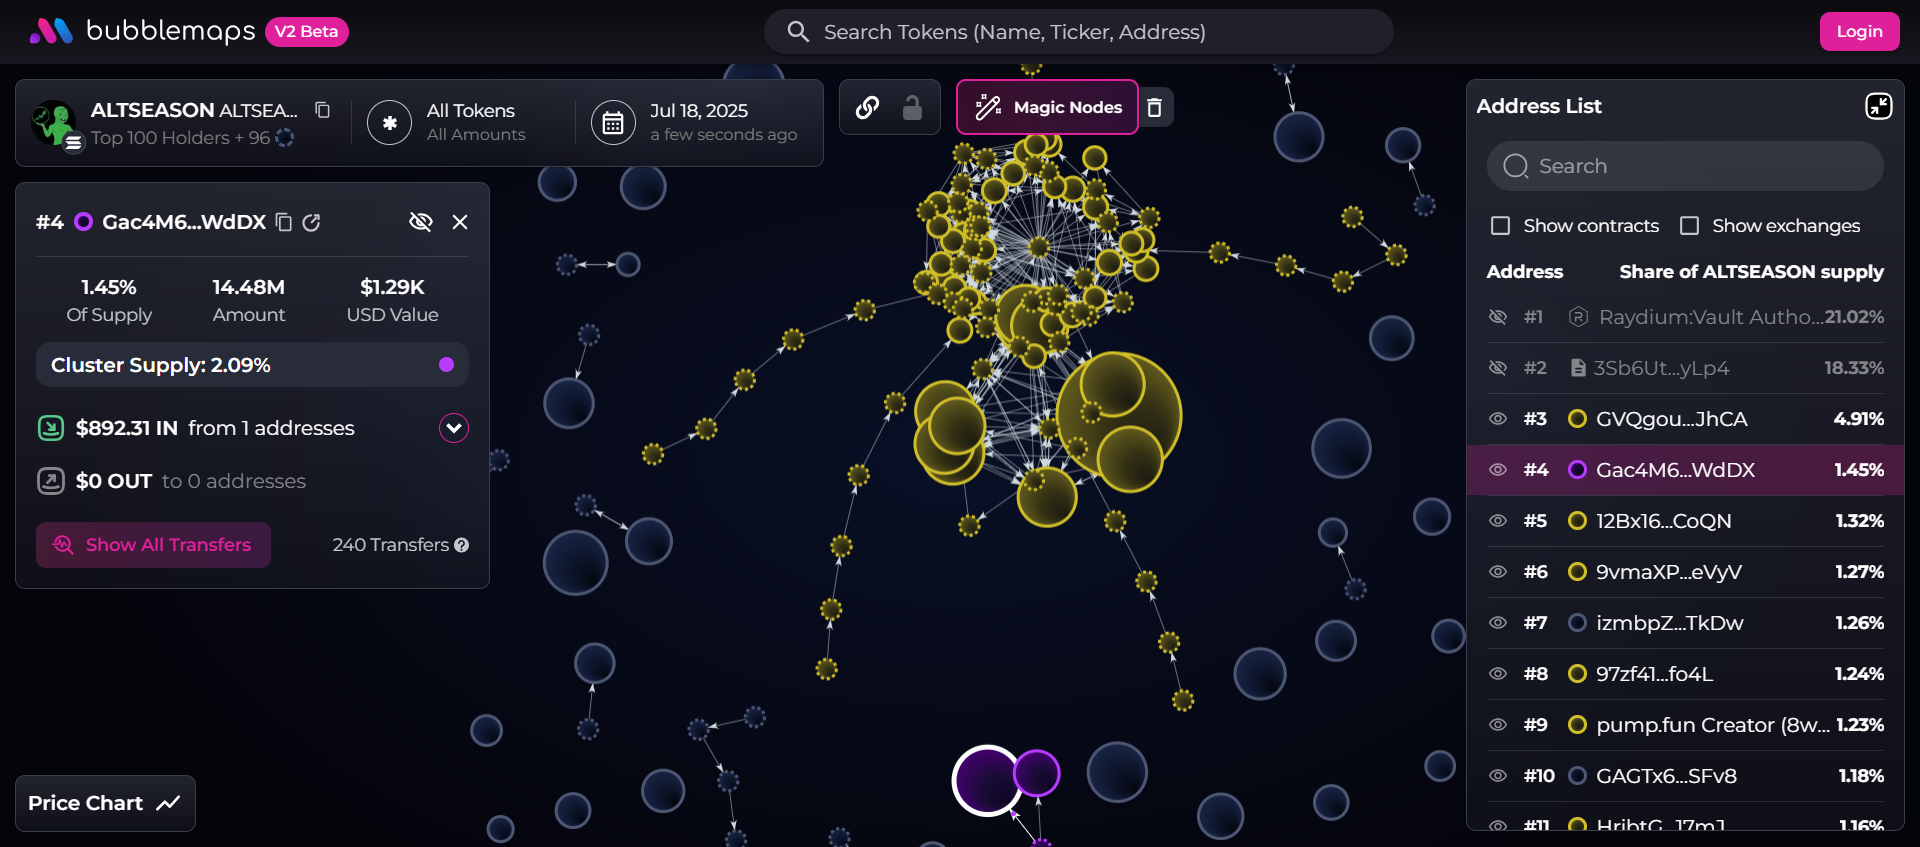 bubblemaps V2 Beta
Search Tokens (Name, Ticker, Address)
Login
ALTSEASON ALTSEA...
Top 100 Holders + 96
All Tokens
All Amounts
Jul 18, 2025
a few seconds ago
Magic Nodes
#4 Gac4M6...WdDX
1.45% 14.48M $1.29K
Of Supply Amount USD Value
Cluster Supply: 2.09%
$892.31 IN from 1 addresses
$0 OUT to 0 addresses
Show All Transfers 240 Transfers ?
Price Chart
Address List
Search
Show contracts Show exchanges
Address Share of ALTSEASON supply
#1 Raydium:Vault Autho... 21.02%
#2 3Sb6Ut...yLp4 18.33%
#3 GVQgou...JhCA 4.91%
#4 Gac4M6...WdDX 1.45%
#5 12Bx16...CoQN 1.32%
#6 9vmaXP...eVyV 1.27%
#7 izmbpZ...TkDw 1.26%
#8 97zf41...fo4L 1.24%
#9 pump.fun Creator (8w... 1.23%
#10 GAGTx6...SFv8 1.18%
#11 HribtG...17mJ 1.16%